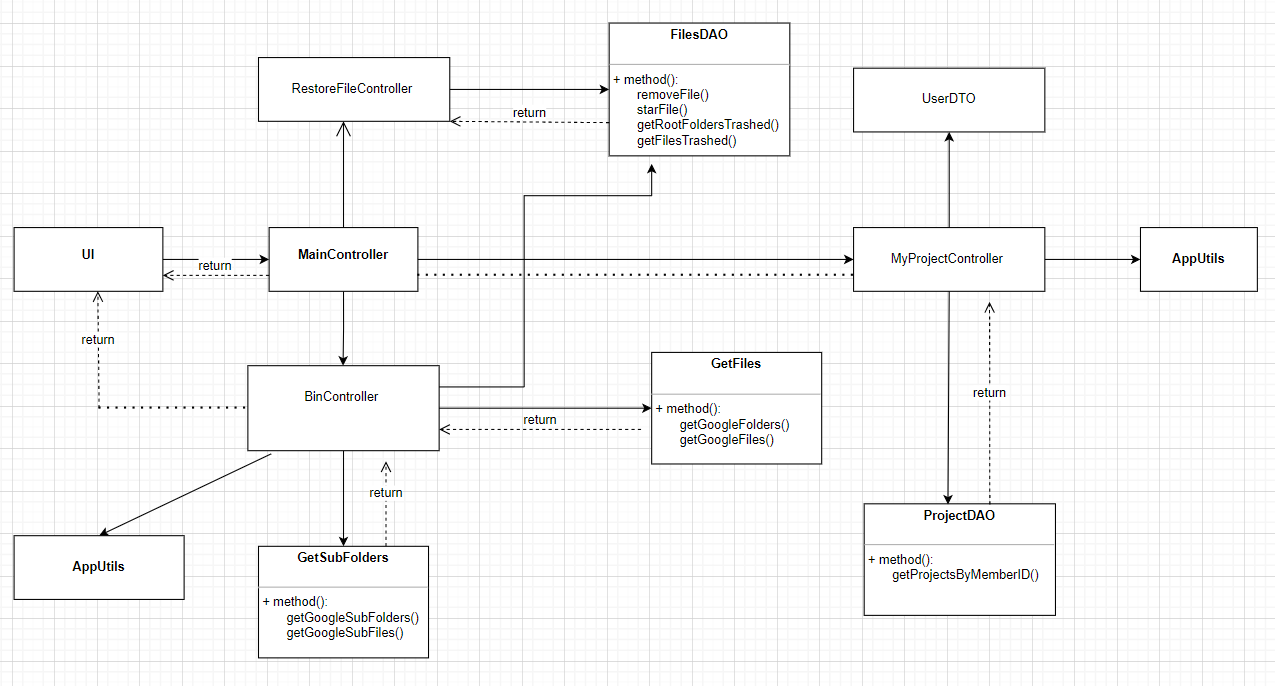 FilesDAO
+ method():
removeFile()
starFile()
getRootFoldersTrashed()
getFilesTrashed()
RestoreFileController
return
UserDTO
UI
return
MainController
MyProjectController
AppUtils
return
BinController
return
GetFiles
+ method():
getGoogleFolders()
getGoogleFiles()
return
return
AppUtils
GetSubFolders
+ method():
getGoogleSubFolders()
getGoogleSubFiles()
ProjectDAO
+ method():
getProjectsByMemberID()